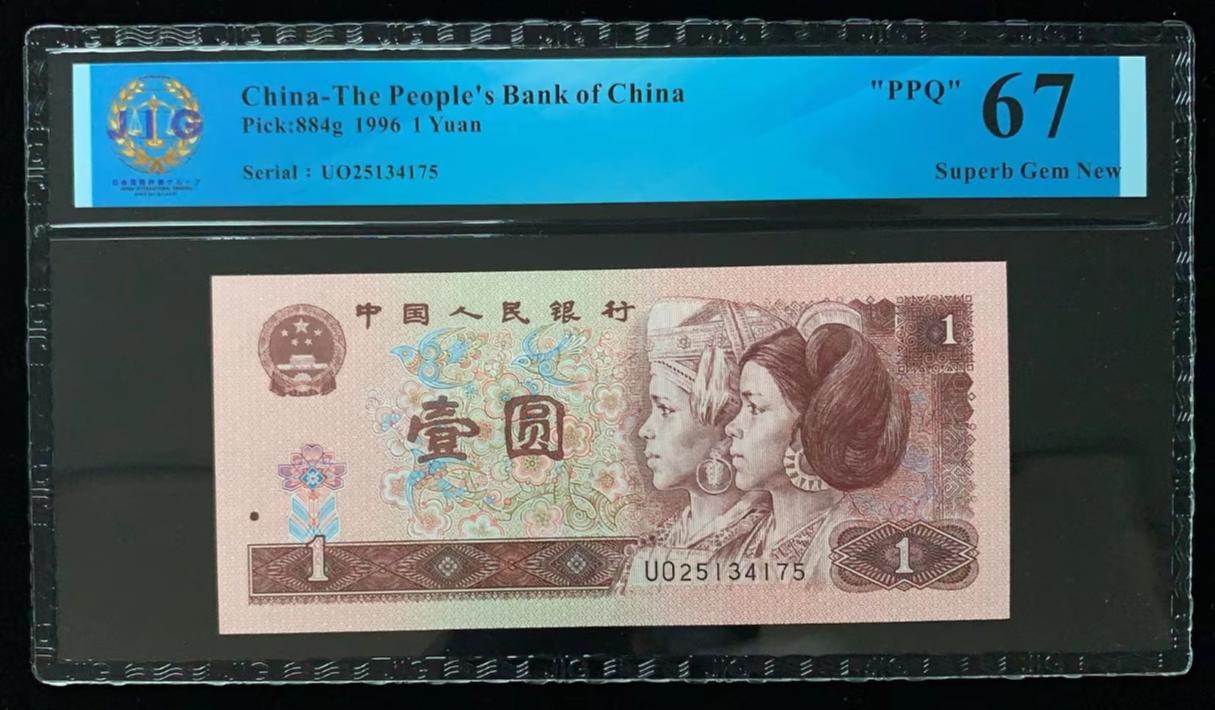 China-The People's Bank of China
Pick:884g 1996 1 Yuan
Serial：UO25134175
"PPQ" 67
Superb Gem New
JIG
中国人民银行
1
壹圆
1
UO25134175
1